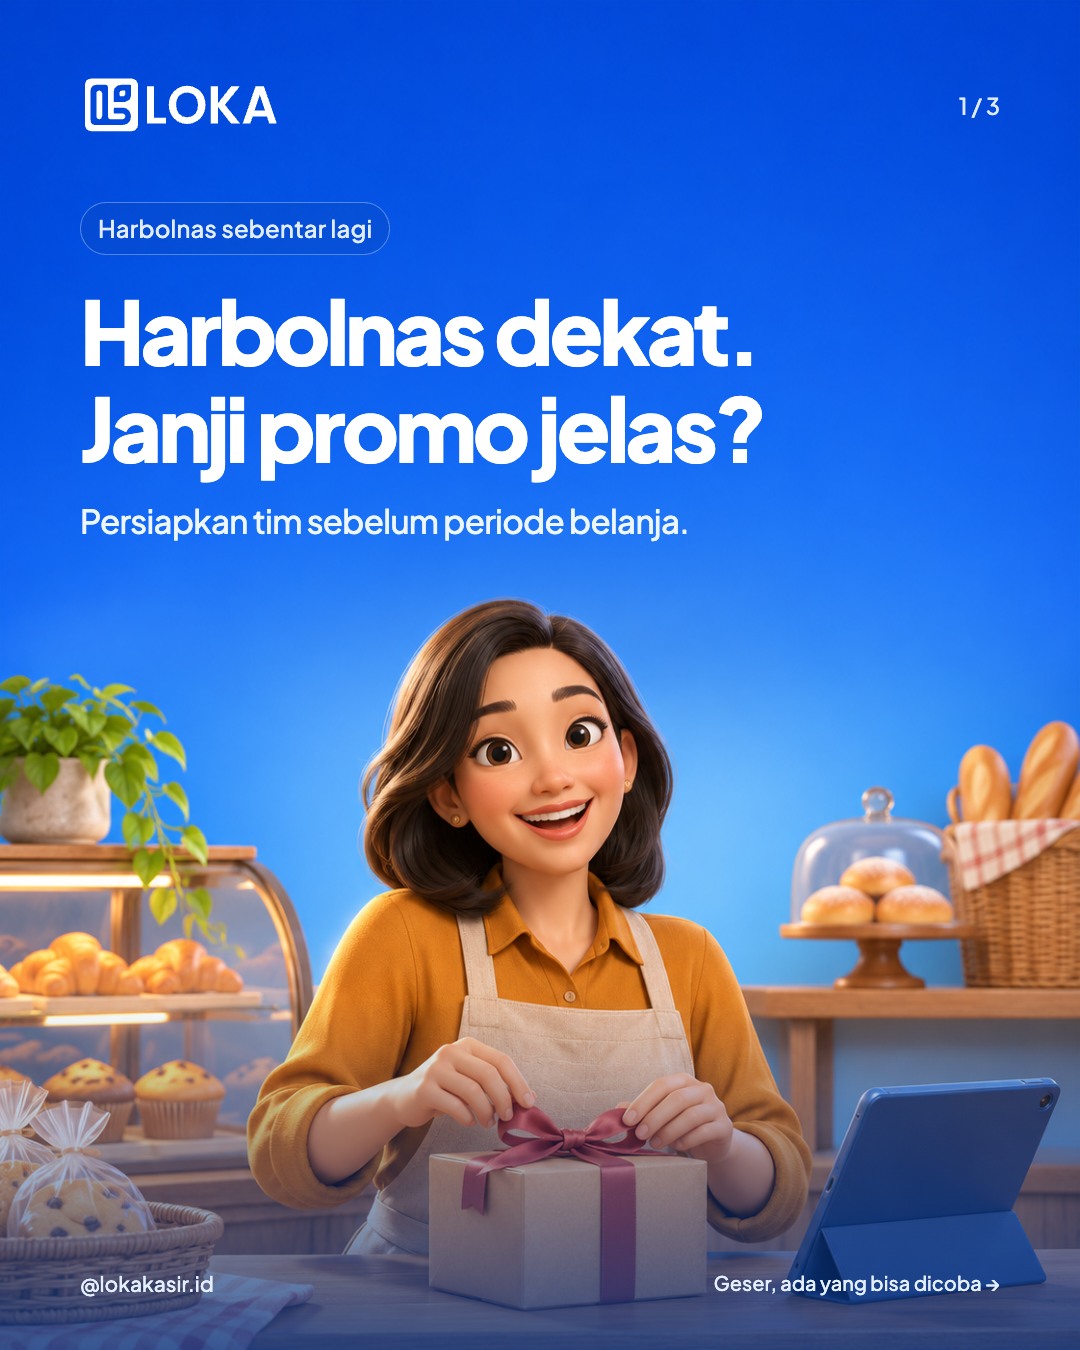 LOKA
1/3
Harbolnas sebentar lagi
Harbolnas dekat.
Janji promo jelas?
Persiapkan tim sebelum periode belanja.
@lokakasir.id
Geser, ada yang bisa dicoba →